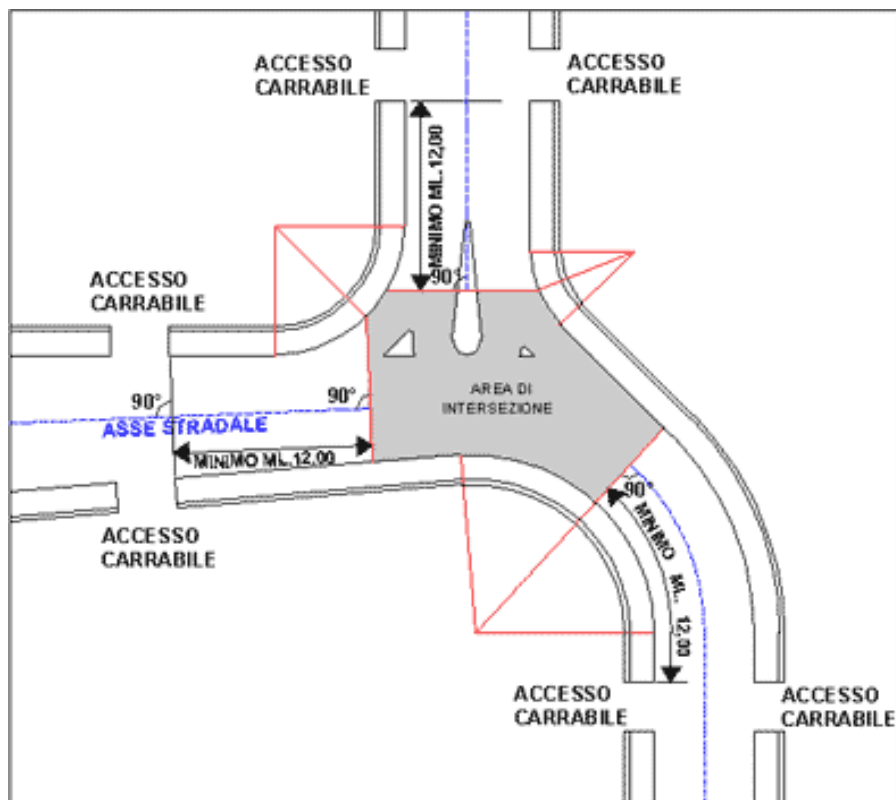 ACCESSO
CARRABILE
ACCESSO
CARRABILE
MINIMO ML.12,00
90°
ACCESSO
CARRABILE
90°
90°
AREA DI
INTERSEZIONE
ASSE STRADALE
MINIMO ML.12,00
90°
MINIMO ML. 12,00
ACCESSO
CARRABILE
ACCESSO
CARRABILE
ACCESSO
CARRABILE